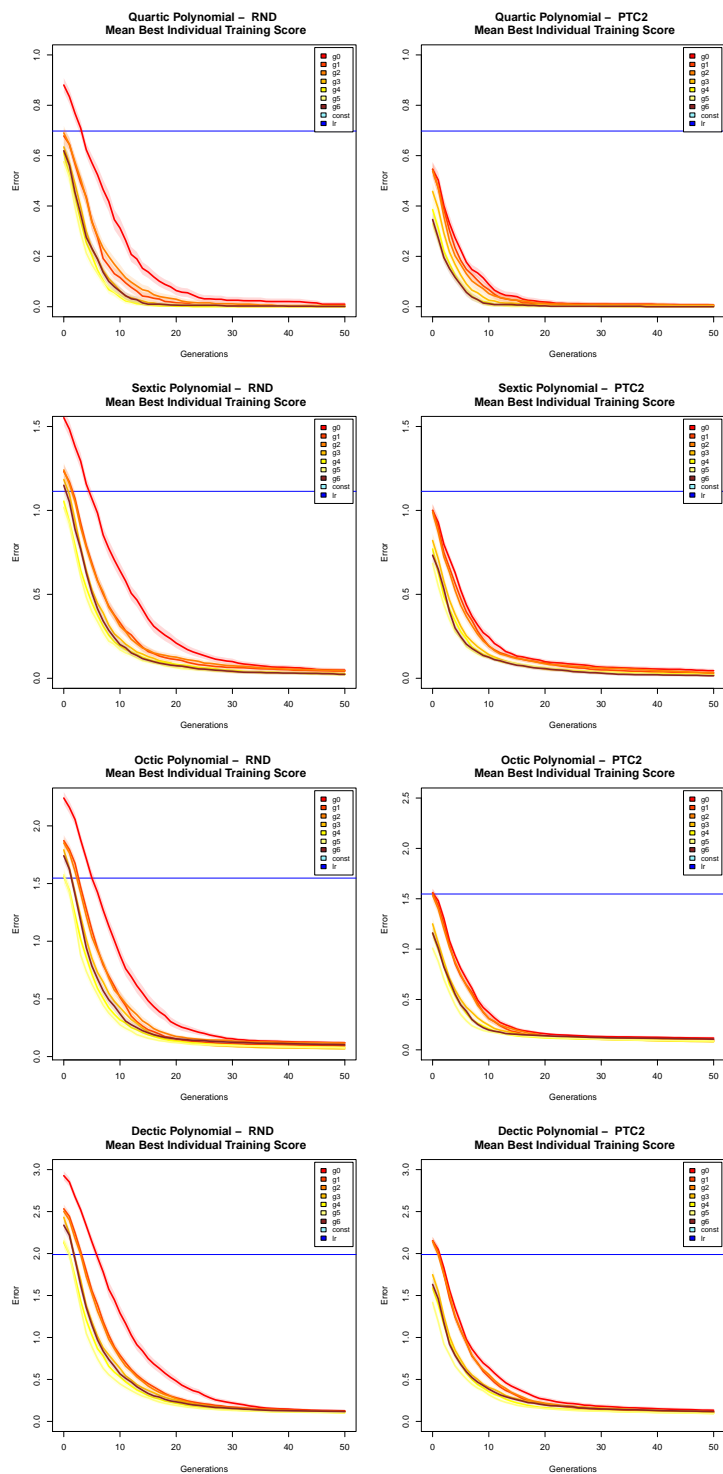 Quartic Polynomial – RND
Mean Best Individual Training Score
Error
1.0
0.8
0.6
0.4
0.2
0.0
g0
g1
g2
g3
g4
g5
g6
const
lr
0 10 20 30 40 50
Generations
Quartic Polynomial – PTC2
Mean Best Individual Training Score
Error
1.0
0.8
0.6
0.4
0.2
0.0
g0
g1
g2
g3
g4
g5
g6
const
lr
0 10 20 30 40 50
Generations
Sextic Polynomial – RND
Mean Best Individual Training Score
Error
1.5
1.0
0.5
0.0
g0
g1
g2
g3
g4
g5
g6
const
lr
0 10 20 30 40 50
Generations
Sextic Polynomial – PTC2
Mean Best Individual Training Score
Error
1.5
1.0
0.5
0.0
g0
g1
g2
g3
g4
g5
g6
const
lr
0 10 20 30 40 50
Generations
Octic Polynomial – RND
Mean Best Individual Training Score
Error
2.0
1.5
1.0
0.5
0.0
g0
g1
g2
g3
g4
g5
g6
const
lr
0 10 20 30 40 50
Generations
Octic Polynomial – PTC2
Mean Best Individual Training Score
Error
2.5
2.0
1.5
1.0
0.5
0.0
g0
g1
g2
g3
g4
g5
g6
const
lr
0 10 20 30 40 50
Generations
Dectic Polynomial – RND
Mean Best Individual Training Score
Error
3.0
2.5
2.0
1.5
1.0
0.5
0.0
g0
g1
g2
g3
g4
g5
g6
const
lr
0 10 20 30 40 50
Generations
Dectic Polynomial – PTC2
Mean Best Individual Training Score
Error
3.0
2.5
2.0
1.5
1.0
0.5
0.0
g0
g1
g2
g3
g4
g5
g6
const
lr
0 10 20 30 40 50
Generations